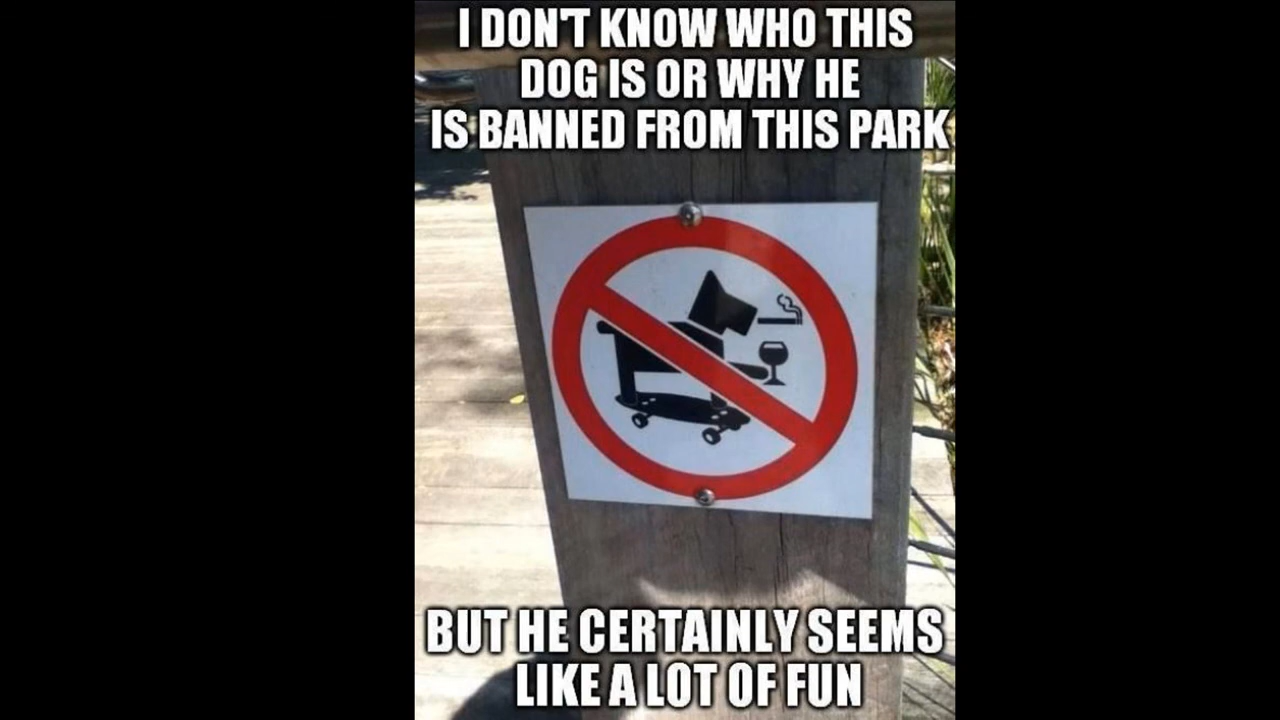 I DON'T KNOW WHO THIS
DOG IS OR WHY HE
IS BANNED FROM THIS PARK
BUT HE CERTAINLY SEEMS
LIKE A LOT OF FUN